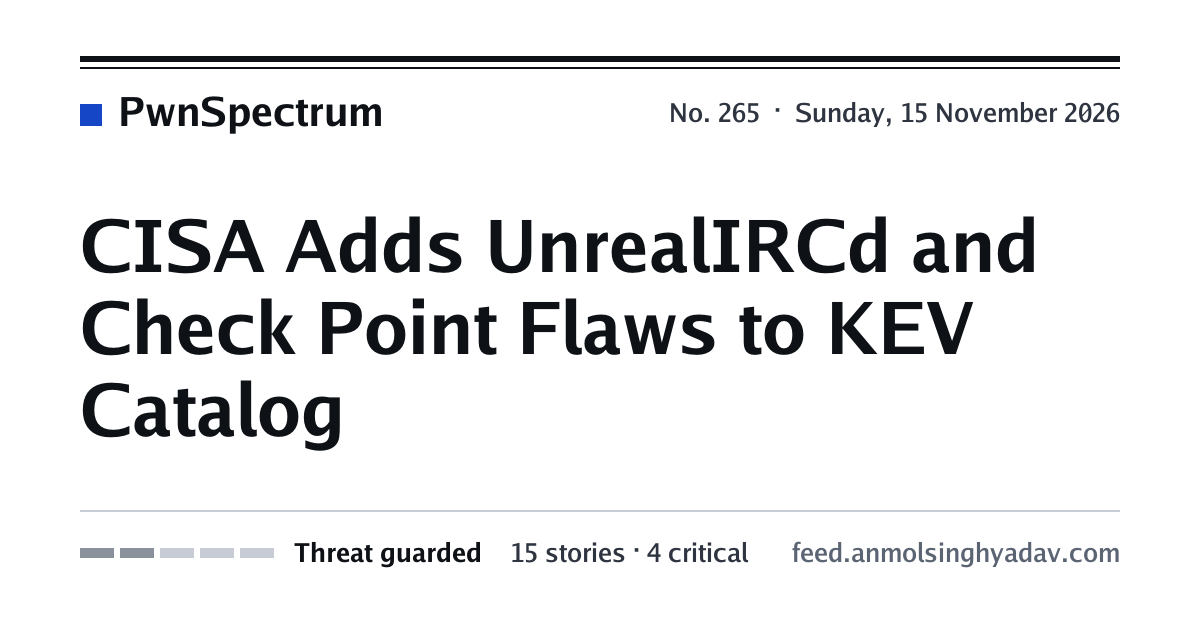 PwnSpectrum
No. 265 · Sunday, 15 November 2026
CISA Adds UnrealIRCd and
Check Point Flaws to KEV
Catalog
Threat guarded 15 stories · 4 critical feed.anmolsinghyadav.com